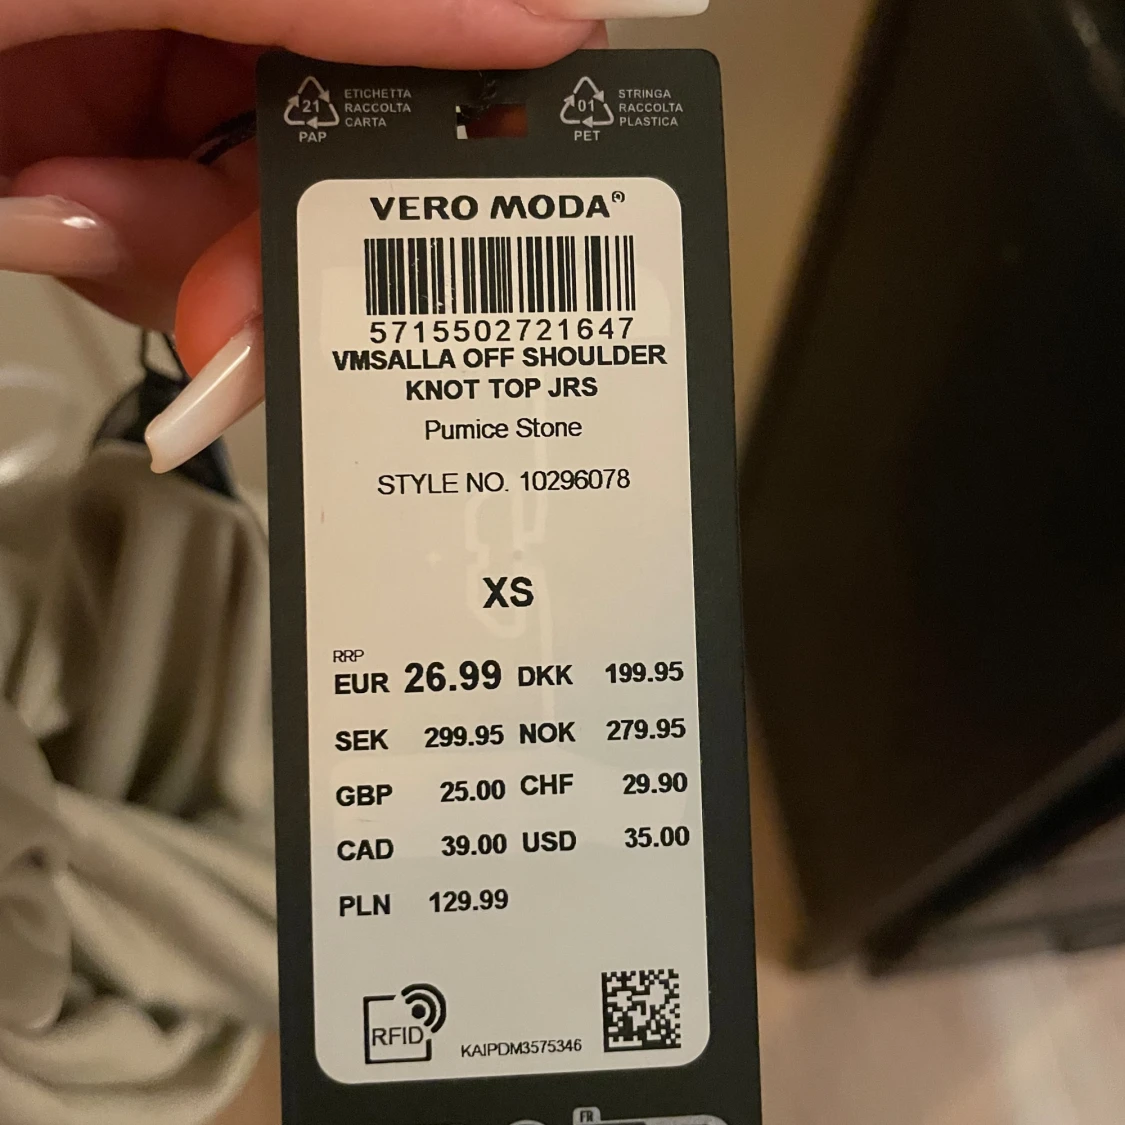 21
PAP
ETICHETTA
RACCOLTA
CARTA
01
PET
STRINGA
RACCOLTA
PLASTICA
VERO MODA®
5715502721647
VMSALLA OFF SHOULDER
KNOT TOP JRS
Pumice Stone
STYLE NO. 10296078
XS
RRP
EUR 26.99 DKK 199.95
SEK 299.95 NOK 279.95
GBP 25.00 CHF 29.90
CAD 39.00 USD 35.00
PLN 129.99
RFID
KAIPDM3575346
FR